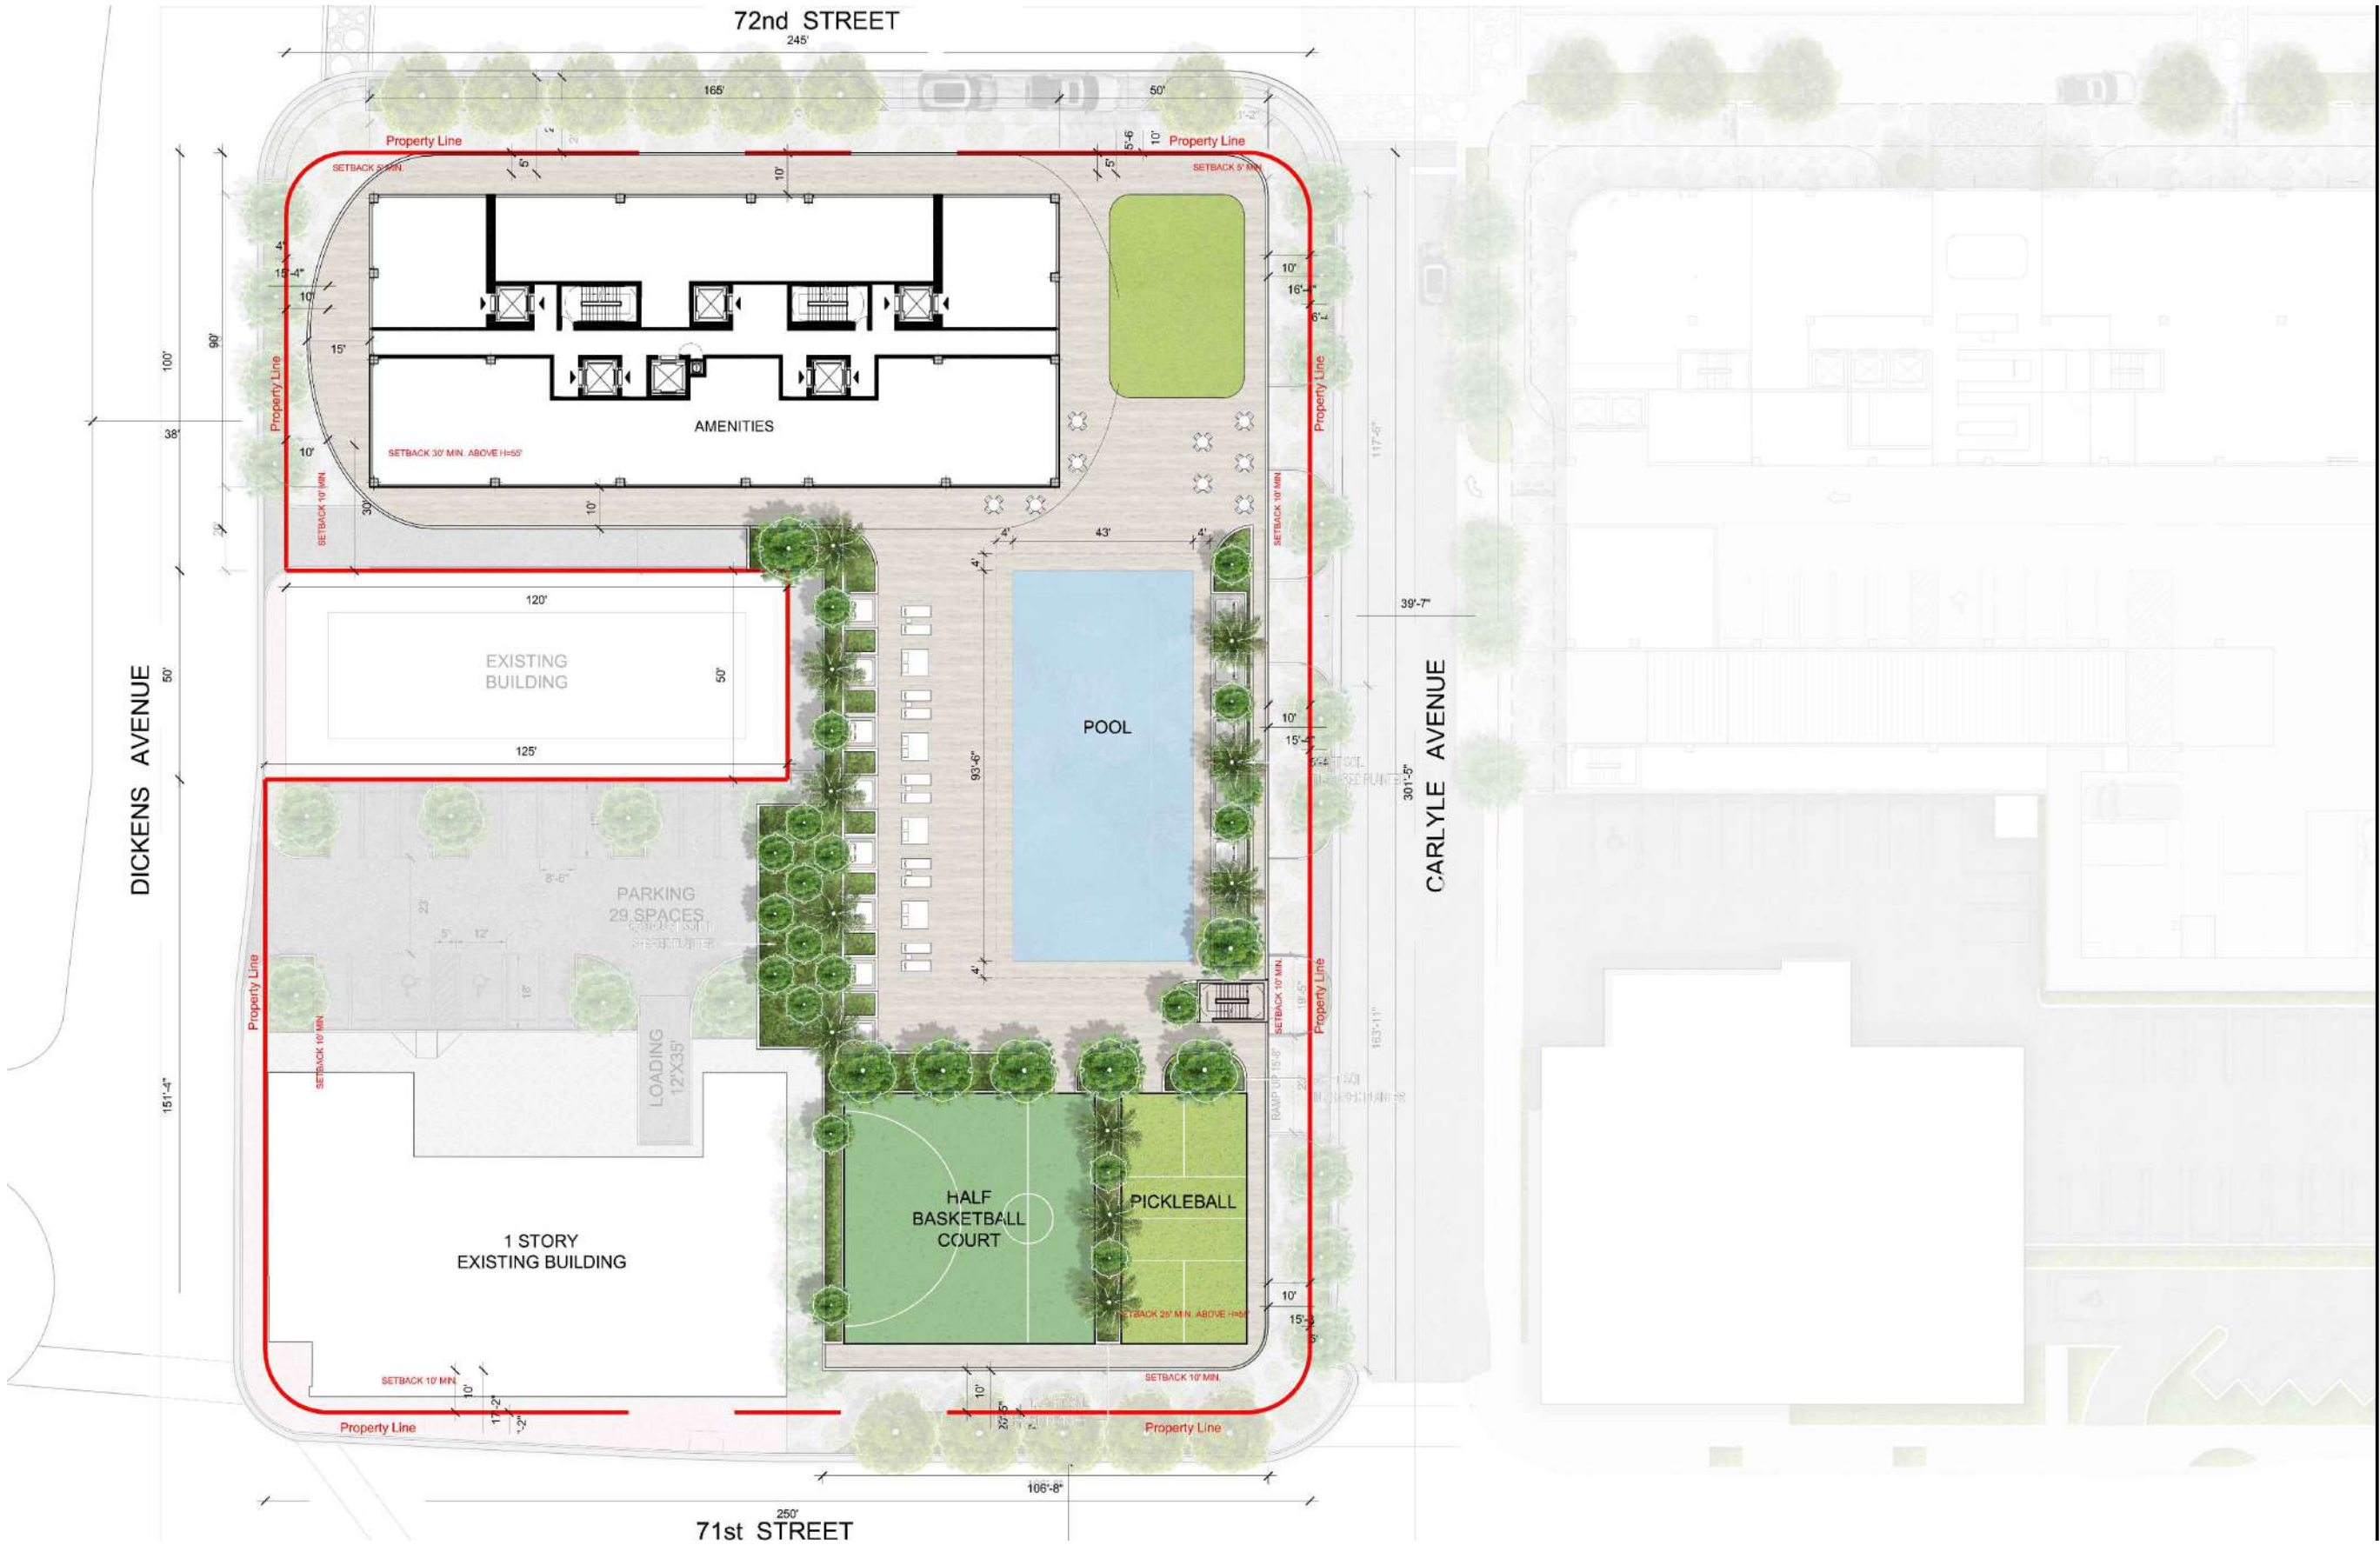 72nd STREET
245'
165'
50'
Property Line
5'-6
10'
Property Line
SETBACK 5' MIN.
5'
10'
5'
SETBACK 5' MIN.
4'
15'-4"
10'
10'
16'-4"
15'
90'
100'
Property Line
Property Line
38'
AMENITIES
SETBACK 30' MIN. ABOVE H=55'
10'
117'-6"
SETBACK 10' MIN.
30'
10'
SETBACK 10' MIN.
4'
43'
4'
4'
120'
39'-7"
EXISTING
BUILDING
50'
50'
DICKENS AVENUE
CARLYLE AVENUE
POOL
10'
15'-4"
125'
93'-6"
301'-5"
8'-6"
PARKING
29 SPACES
23'
5'
12'
Property Line
4'
18'
SETBACK 10' MIN.
Property Line
SETBACK 10' MIN.
163'-11"
LOADING
12'X35'
RAMP UP 15'-8"
151'-4"
HALF
BASKETBALL
COURT
PICKLEBALL
1 STORY
EXISTING BUILDING
10'
SETBACK 10' MIN.
10'
17'-2"
10'
SETBACK 10' MIN.
Property Line
Property Line
106'-8"
250'
71st STREET